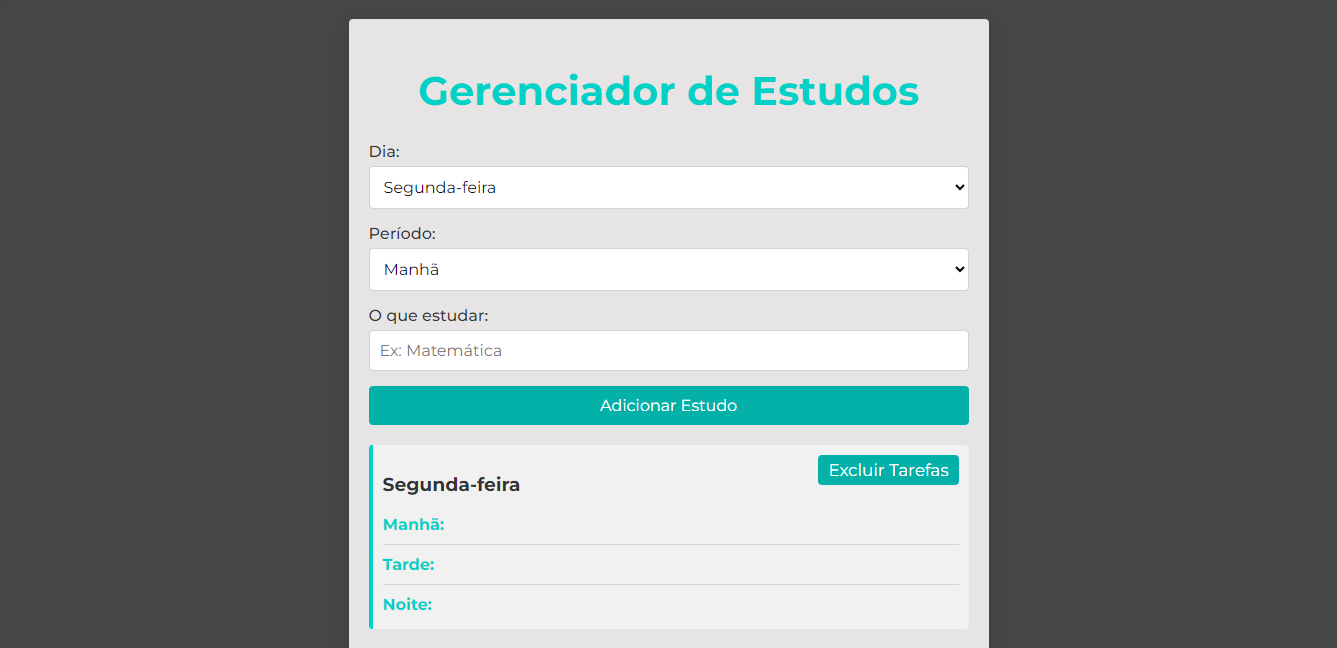 Gerenciador de Estudos
Dia:
Segunda-feira
Período:
Manhã
O que estudar:
Ex: Matemática
Adicionar Estudo
Excluir Tarefas
Segunda-feira
Manhã:
Tarde:
Noite: